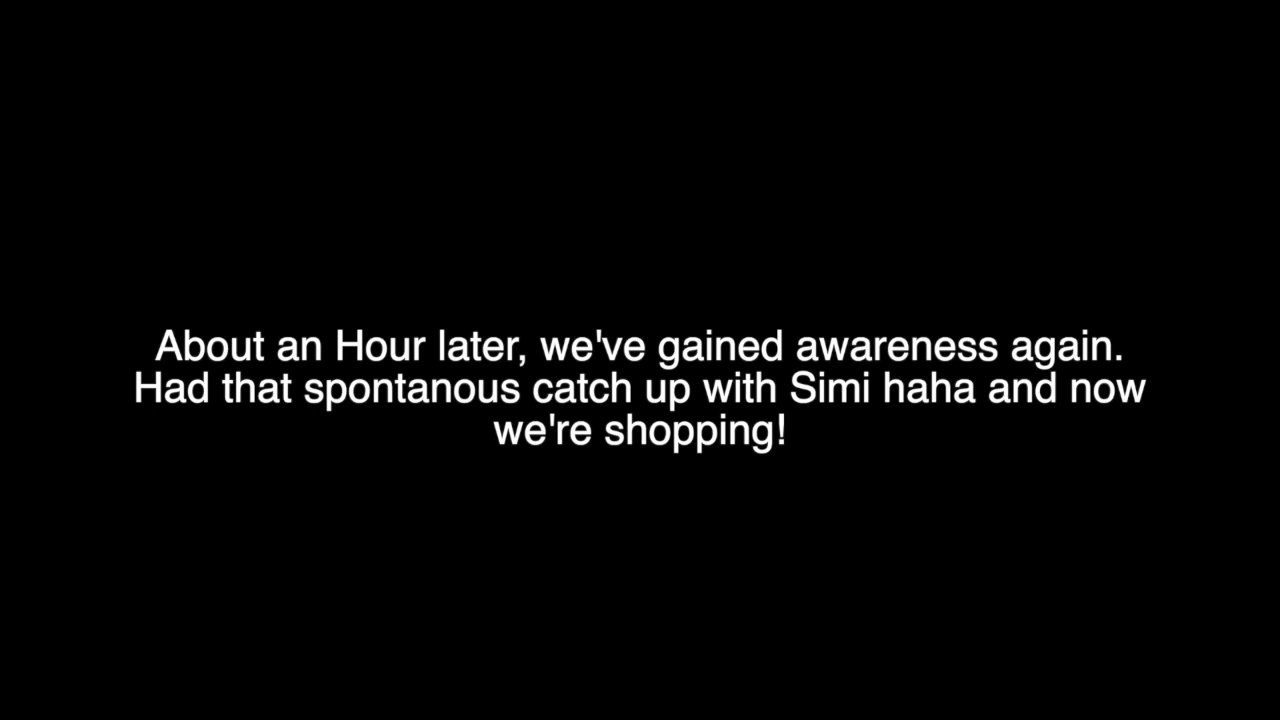 About an Hour later, we've gained awareness again.
Had that spontanous catch up with Simi haha and now
we're shopping!